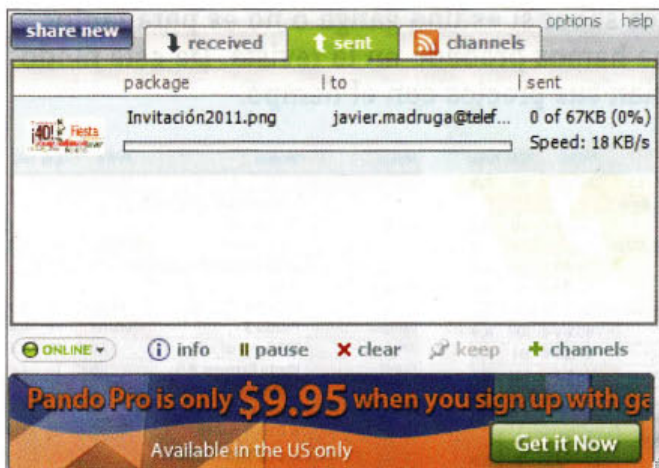 options help
share new
received
sent
channels
package | to | sent
Invitación2011.png javier.madruga@telef... 0 of 67KB (0%)
Speed: 18 KB/s
¡40! Fiesta
ONLINE
info pause clear keep channels
Pando Pro is only $9.95 when you sign up with ga
Available in the US only
Get it Now